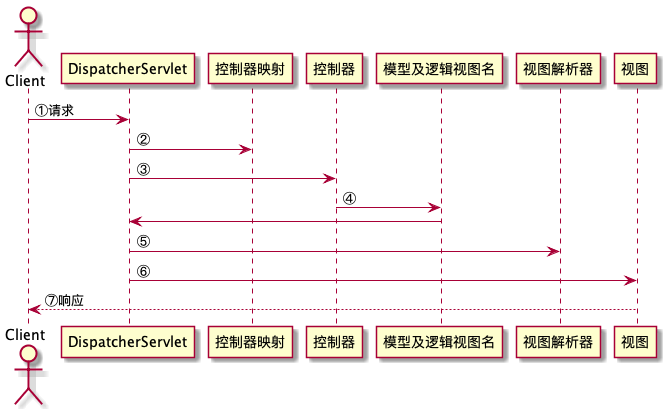 Client
DispatcherServlet
控制器映射
控制器
模型及逻辑视图名
视图解析器
视图
①请求
②
③
④
⑤
⑥
⑦响应
Client
DispatcherServlet
控制器映射
控制器
模型及逻辑视图名
视图解析器
视图